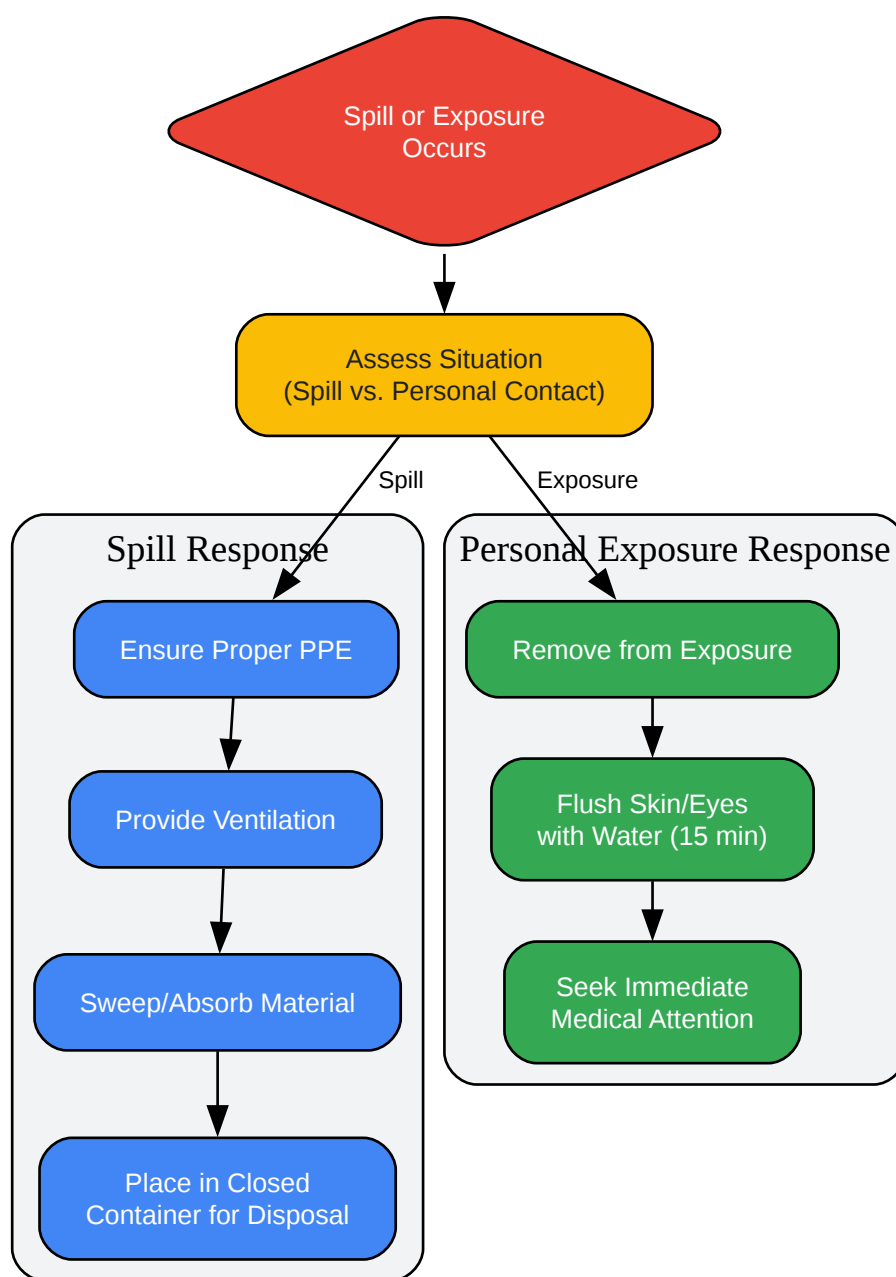 Spill or Exposure
Occurs
Assess Situation
(Spill vs. Personal Contact)
Spill
Exposure
Spill Response
Ensure Proper PPE
Provide Ventilation
Sweep/Absorb Material
Place in Closed
Container for Disposal
Personal Exposure Response
Remove from Exposure
Flush Skin/Eyes
with Water (15 min)
Seek Immediate
Medical Attention